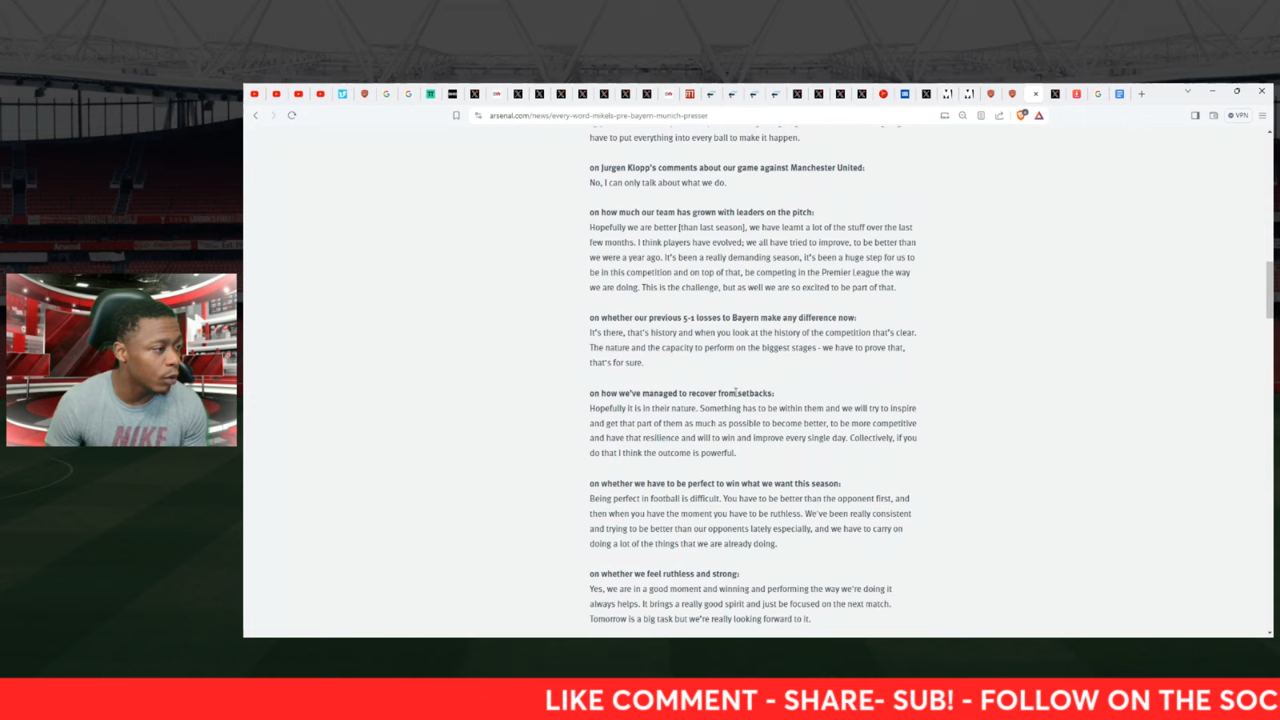 arsenal.com/news/every-word-mikels-pre-bayern-munich-presser
VPN
have to put everything into every ball to make it happen.
on Jurgen Klopp's comments about our game against Manchester United:
No, I can only talk about what we do.
on how much our team has grown with leaders on the pitch:
Hopefully we are better [than last season], we have learnt a lot of the stuff over the last
few months. I think players have evolved; we all have tried to improve, to be better than
we were a year ago. It's been a really demanding season, it's been a huge step for us to
be in this competition and on top of that, be competing in the Premier League the way
we are doing. This is the challenge, but as well we are so excited to be part of that.
on whether our previous 5-1 losses to Bayern make any difference now:
It's there, that's history and when you look at the history of the competition that's clear.
The nature and the capacity to perform on the biggest stages - we have to prove that,
that's for sure.
on how we've managed to recover from setbacks:
Hopefully it is in their nature. Something has to be within them and we will try to inspire
and get that part of them as much as possible to become better, to be more competitive
and have that resilience and will to win and improve every single day. Collectively, if you
do that I think the outcome is powerful.
on whether we have to be perfect to win what we want this season:
Being perfect in football is difficult. You have to be better than the opponent first, and
then when you have the moment you have to be ruthless. We've been really consistent
and trying to be better than our opponents lately especially, and we have to carry on
doing a lot of the things that we are already doing.
on whether we feel ruthless and strong:
Yes, we are in a good moment and winning and performing the way we're doing it
always helps. It brings a really good spirit and just be focused on the next match.
Tomorrow is a big task but we're really looking forward to it.
NIKE
LIKE COMMENT - SHARE- SUB! - FOLLOW ON THE SOC